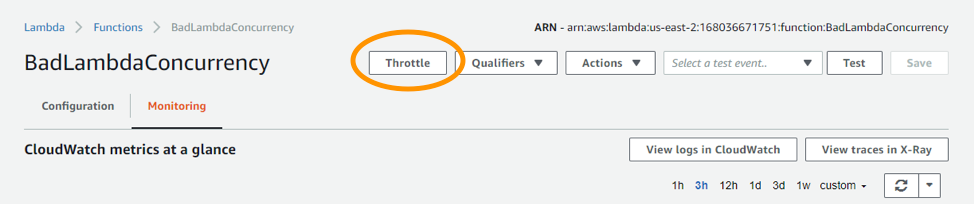 Lambda > Functions > BadLambdaConcurrency ARN - arn:aws:lambda:us-east-2:168036671751:function:BadLambdaConcurrency
BadLambdaConcurrency Throttle Qualifiers Actions Select a test event.. Test Save
Configuration Monitoring
CloudWatch metrics at a glance View logs in CloudWatch View traces in X-Ray
1h 3h 12h 1d 3d 1w custom